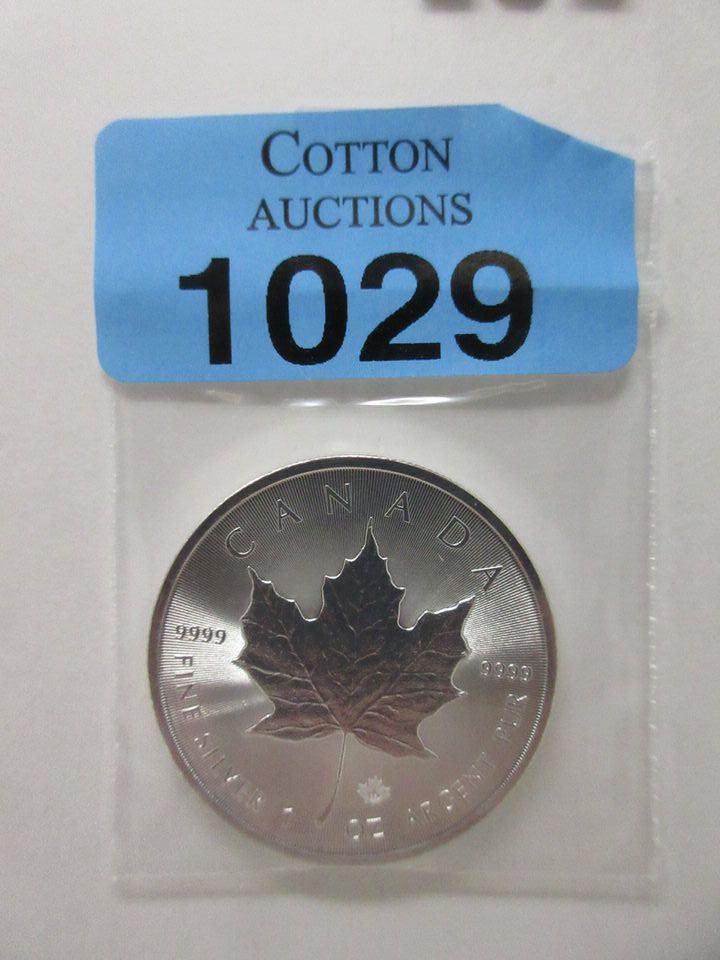 COTTON
AUCTIONS
1029
CANADA
9999
9999
FINE SILVER 1 OZ ARGENT PUR